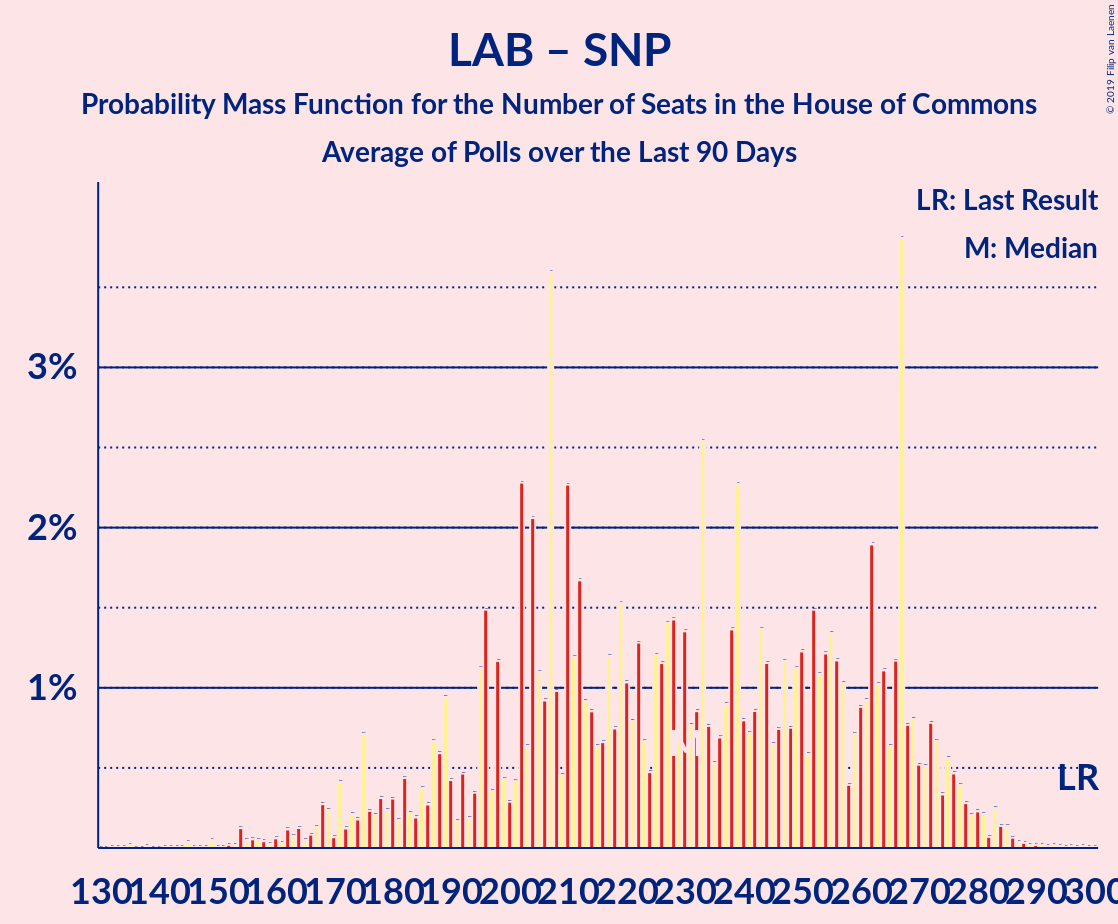 LAB – SNP
Probability Mass Function for the Number of Seats in the House of Commons
Average of Polls over the Last 90 Days
© 2019 Filip van Laenen
LR: Last Result
M: Median
3%
2%
1%
M
LR
130 140 150 160 170 180 190 200 210 220 230 240 250 260 270 280 290 300